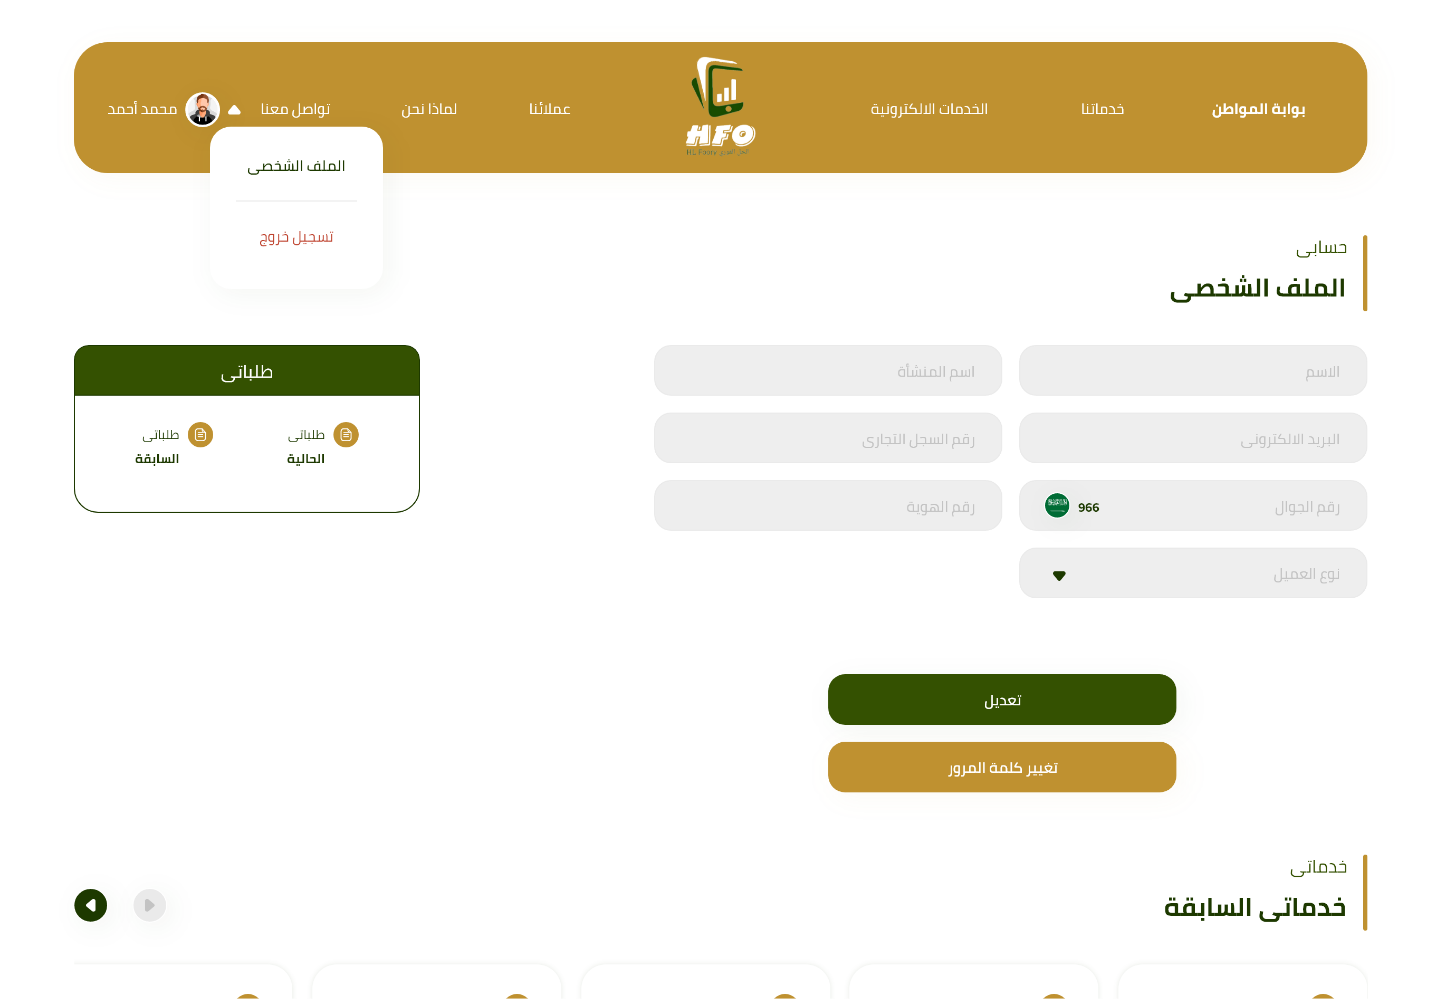 بوابة المواطن
خدماتنا
الخدمات الالكترونية
HFO
عملائنا
لماذا نحن
تواصل معنا
محمد أحمد
الملف الشخصى
تسجيل خروج
حسابى
الملف الشخصى
الاسم
اسم المنشأة
البريد الالكترونى
رقم السجل التجارى
رقم الجوال
966
رقم الهوية
نوع العميل
تعديل
تغيير كلمة المرور
طلباتى
طلباتى
الحالية
طلباتى
السابقة
خدماتى
خدماتى السابقة